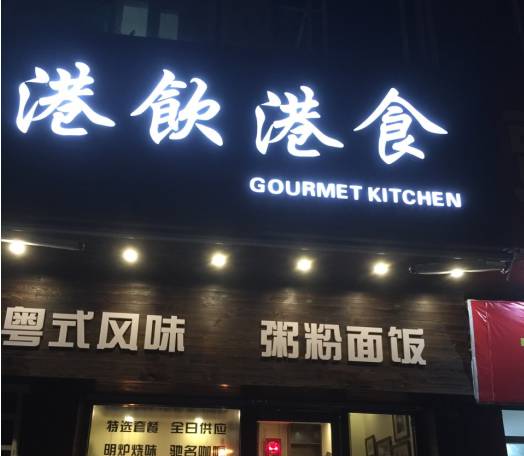 港飲港食
GOURMET KITCHEN
粤式风味 粥粉面饭
特选套餐 全日供应
明炉烧味 驰名咖啡